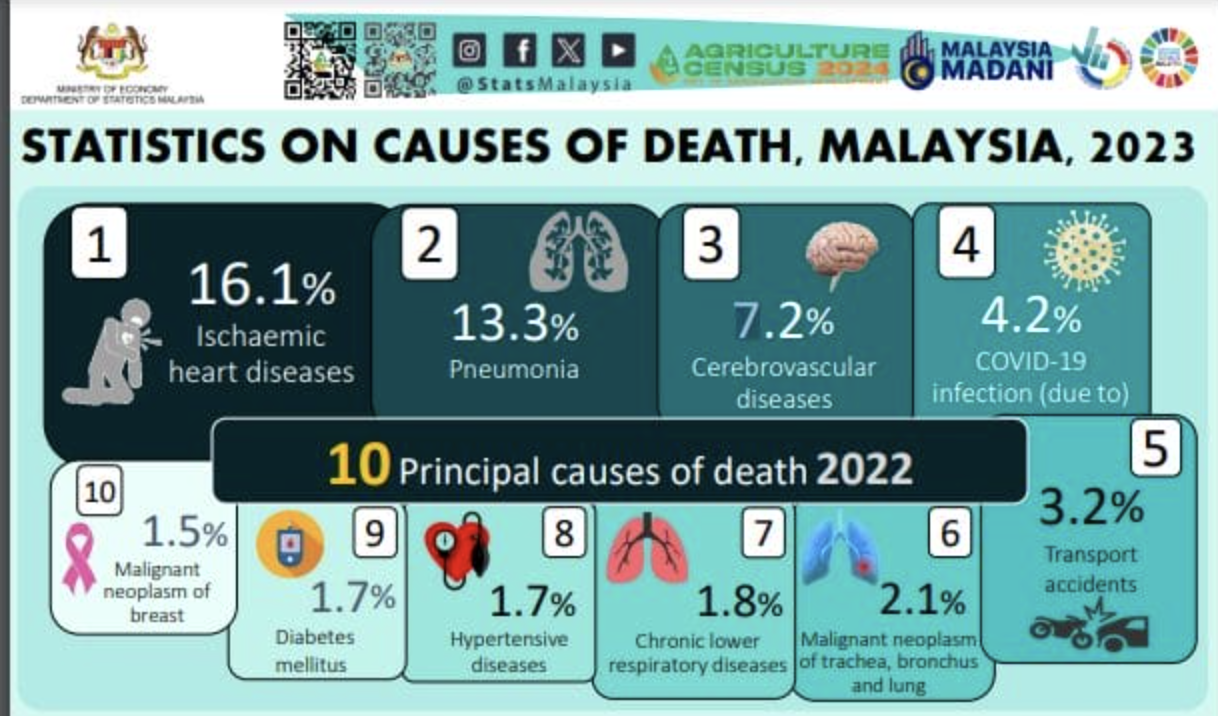 MINISTRY OF ECONOMY
DEPARTMENT OF STATISTICS MALAYSIA
@StatsMalaysia
AGRICULTURE
CENSUS 2024
MALAYSIA
MADANI
STATISTICS ON CAUSES OF DEATH, MALAYSIA, 2023
1
16.1%
Ischaemic
heart diseases
2
13.3%
Pneumonia
3
7.2%
Cerebrovascular
diseases
4
4.2%
COVID-19
infection (due to)
10 Principal causes of death 2022
5
3.2%
Transport
accidents
10
1.5%
Malignant
neoplasm of
breast
9
1.7%
Diabetes
mellitus
8
1.7%
Hypertensive
diseases
7
1.8%
Chronic lower
respiratory diseases
6
2.1%
Malignant neoplasm
of trachea, bronchus
and lung